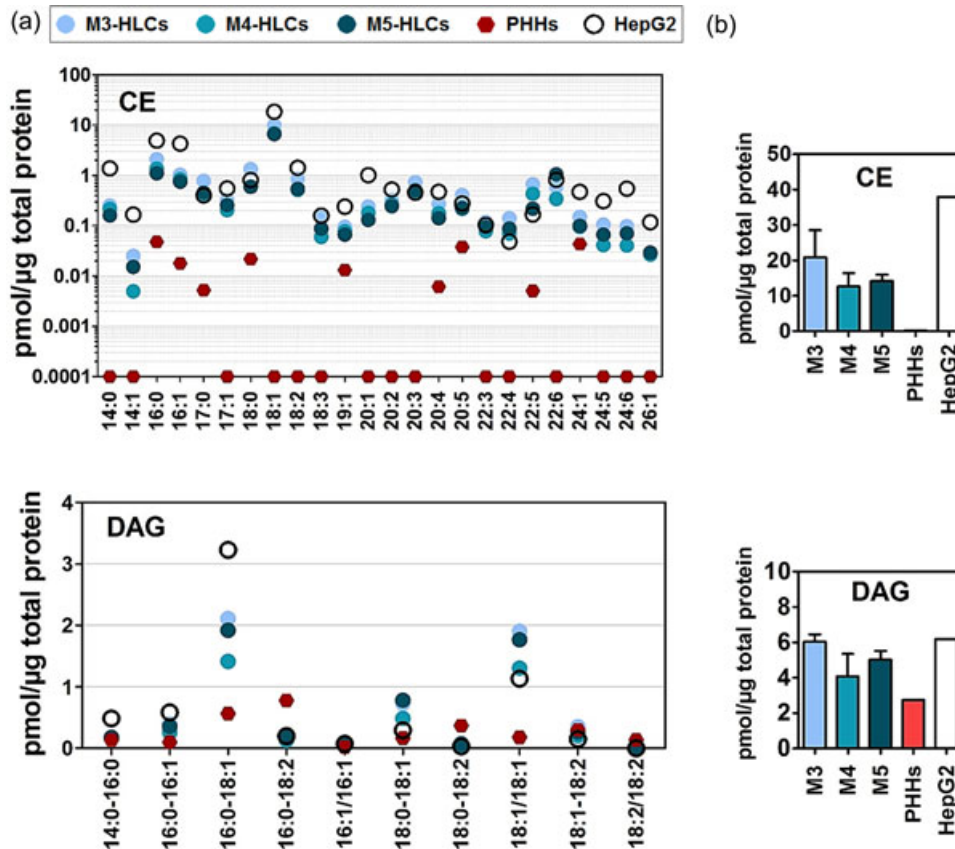 (a) M3-HLCs M4-HLCs M5-HLCs PHHs HepG2 (b)
CE
pmol/µg total protein
100
10
1
0.1
0.01
0.001
0.0001
14:0 14:1 16:0 16:1 17:0 17:1 18:0 18:1 18:2 18:3 19:1 20:1 20:2 20:3 20:4 20:5 22:3 22:4 22:5 22:6 24:1 24:5 24:6 26:1
CE
pmol/µg total protein
50
40
30
20
10
0
M3 M4 M5 PHHs HepG2
DAG
pmol/µg total protein
4
3
2
1
0
14:0-16:0 16:0-16:1 16:0-18:1 16:0-18:2 16:1/16:1 18:0-18:1 18:0-18:2 18:1/18:1 18:1-18:2 18:2/18:2
DAG
pmol/µg total protein
10
8
6
4
2
0
M3 M4 M5 PHHs HepG2